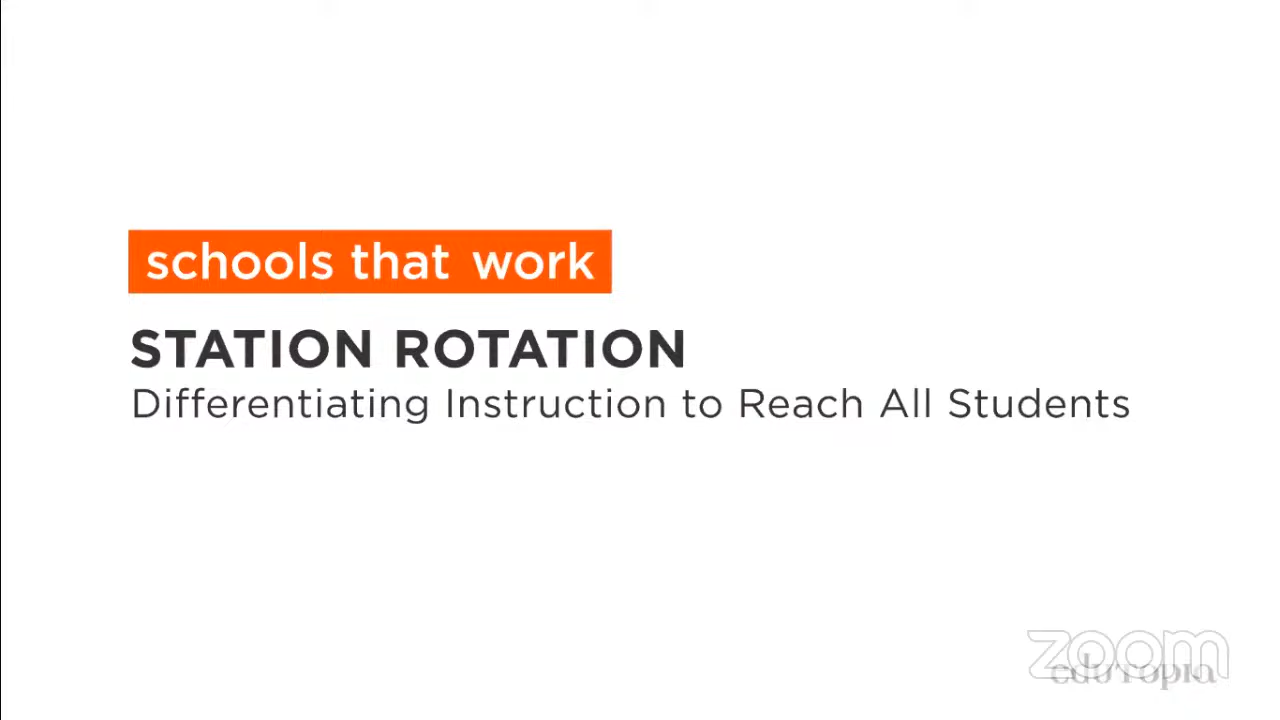 schools that work
STATION ROTATION
Differentiating Instruction to Reach All Students
zoom
edutopia